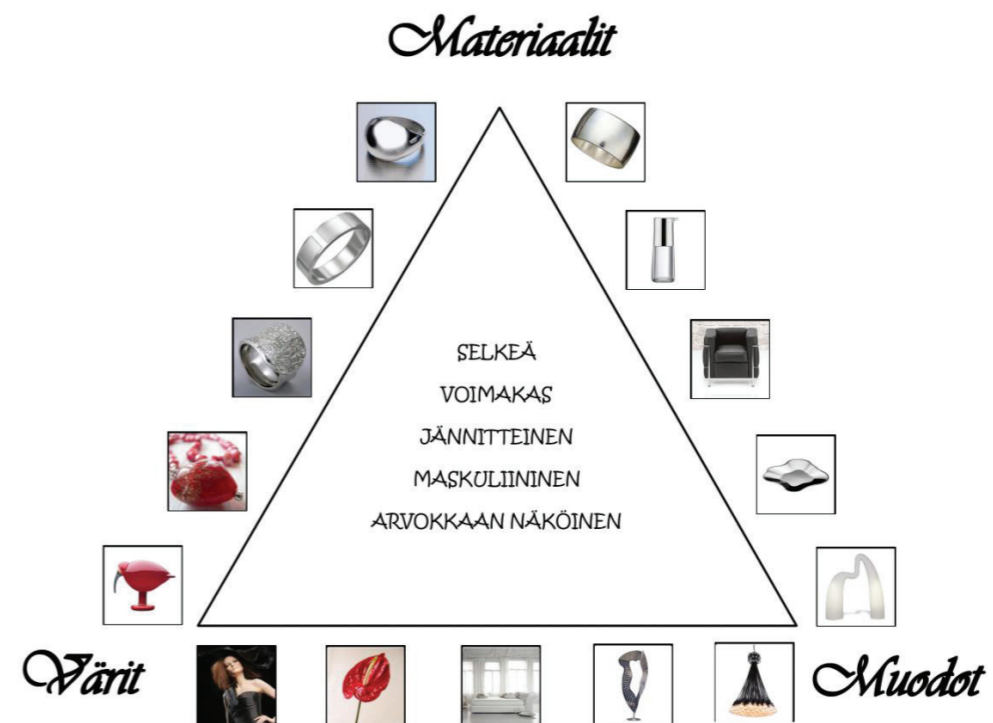 Materiaalit
SELKEÄ
VOIMAKAS
JÄNNITTEINEN
MASKULIININEN
ARVOKKAAN NÄKÖINEN
Värit
Muodot